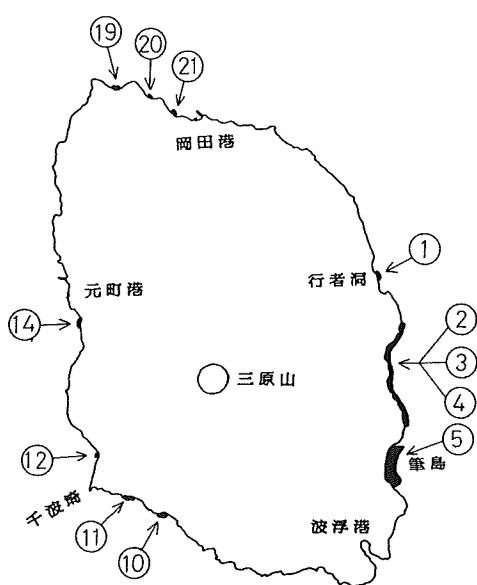 ⑲
⑳
㉑
岡田港
①
行者洞
元町港
⑭
②
③
④
三原山
⑤
筆島
⑫
千波崎
⑪
⑩
波浮港